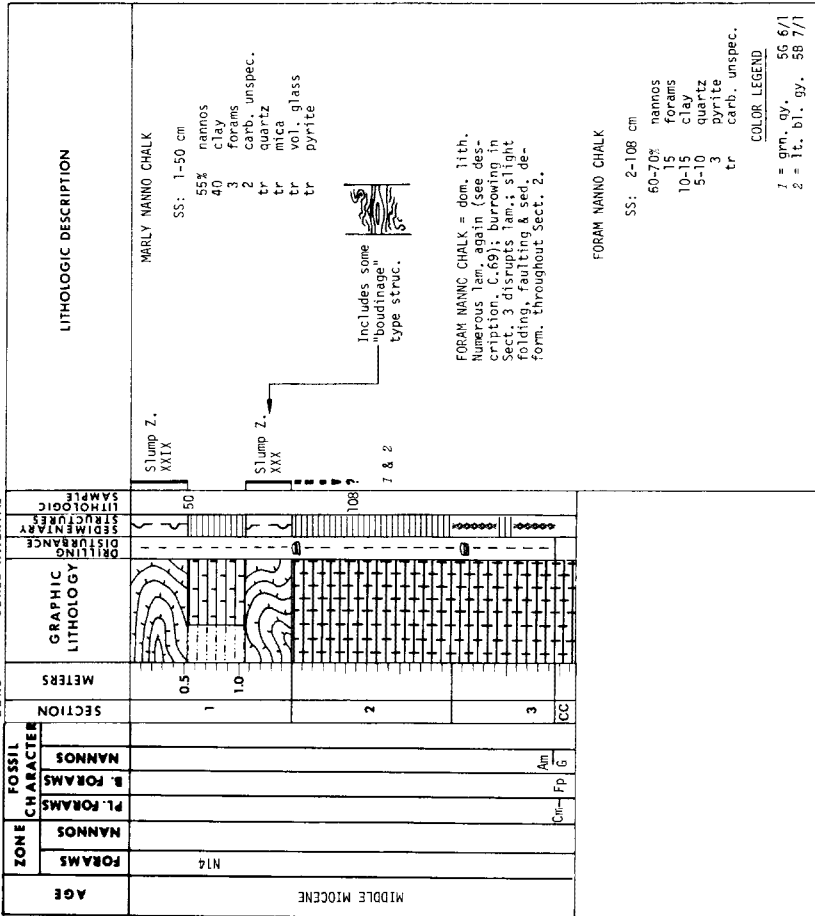 AGE
ZONE
FORAMS
NANNOS
FOSSIL CHARACTER
PL. FORAMS
B. FORAMS
NANNOS
SECTION
METERS
GRAPHIC LITHOLOGY
DRILLING DISTURBANCE
SEDIMENTARY STRUCTURES
LITHOLOGIC SAMPLE
LITHOLOGIC DESCRIPTION
MIDDLE MIOCENE
N14
Cm
Fp
Am
G
1
2
3
CC
0.5
1.0
50
108
Slump Z.
XXIX
Slump Z.
XXX
?
1 & 2
MARLY NANNO CHALK
SS: 1-50 cm
55% nannos
40 clay
3 forams
2 carb. unspec.
tr quartz
tr mica
tr vol. glass
tr pyrite
Includes some
"boudinage"
type struc.
FORAM NANNO CHALK = dom. lith.
Numerous lam. again (see des-
cription, C.69); burrowing in
Sect. 3 disrupts lam.; slight
folding, faulting & sed. de-
form. throughout Sect. 2.
FORAM NANNO CHALK
SS: 2-108 cm
60-70% nannos
15 forams
10-15 clay
5-10 quartz
3 pyrite
tr carb. unspec.
COLOR LEGEND
1 = grn. gy. 5G 6/1
2 = lt. bl. gy. 5B 7/1